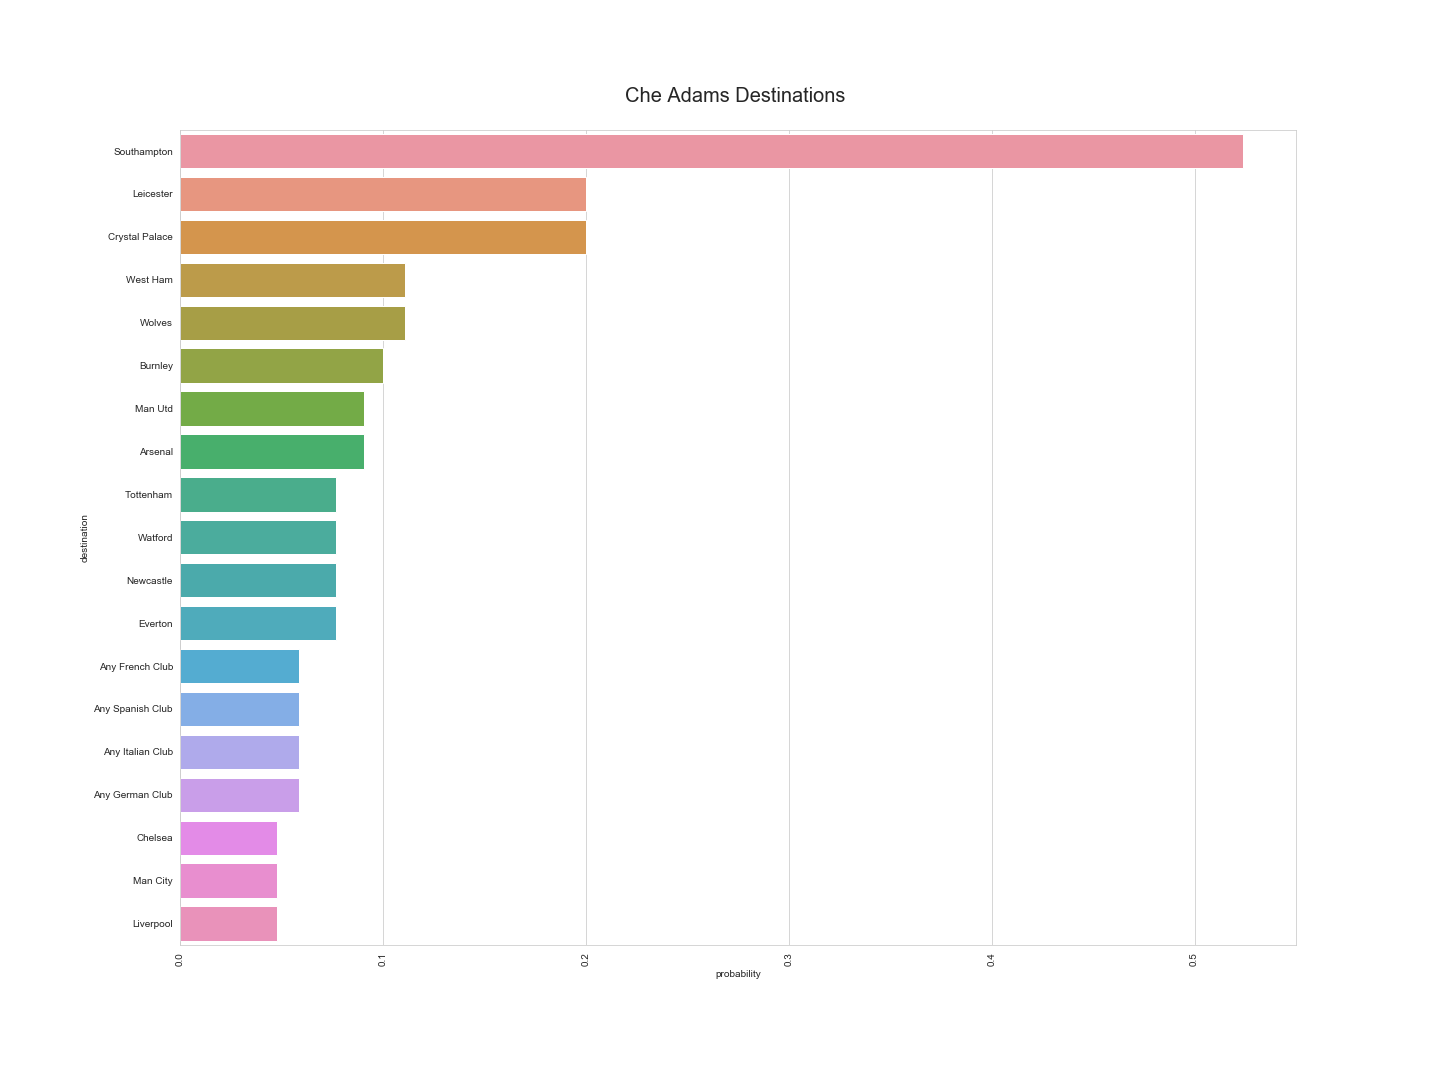 Che Adams Destinations
Southampton
Leicester
Crystal Palace
West Ham
Wolves
Burnley
Man Utd
Arsenal
Tottenham
Watford
Newcastle
Everton
Any French Club
Any Spanish Club
Any Italian Club
Any German Club
Chelsea
Man City
Liverpool
destination
0.0
0.1
0.2
0.3
0.4
0.5
probability